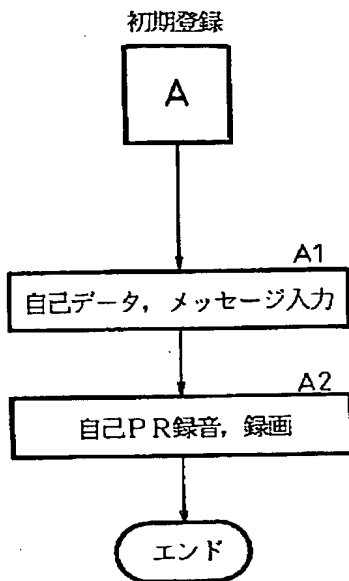 初期登録
A
A1
自己データ，メッセージ入力
A2
自己PR録音，録画
エンド